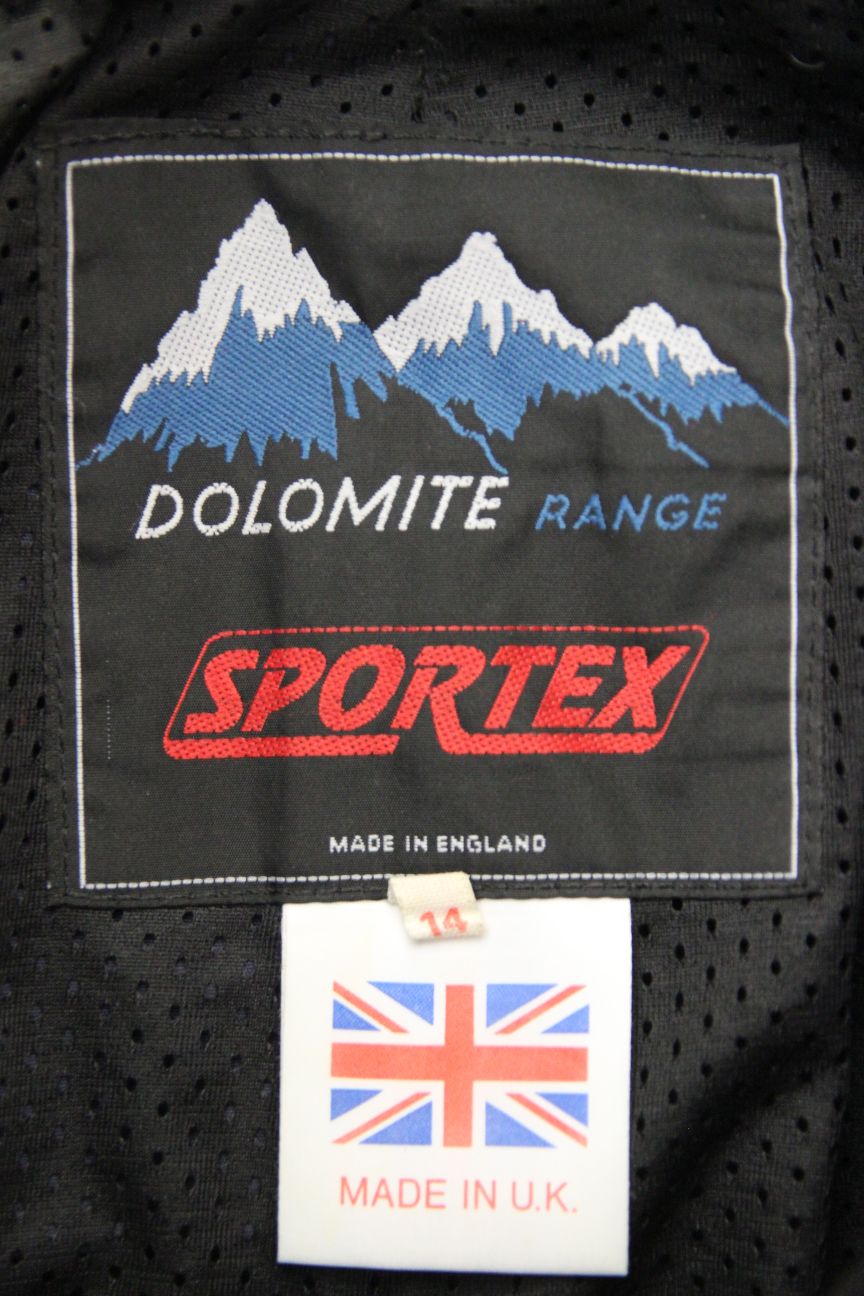 DOLOMITE RANGE
SPORTEX
MADE IN ENGLAND
14
MADE IN U.K.